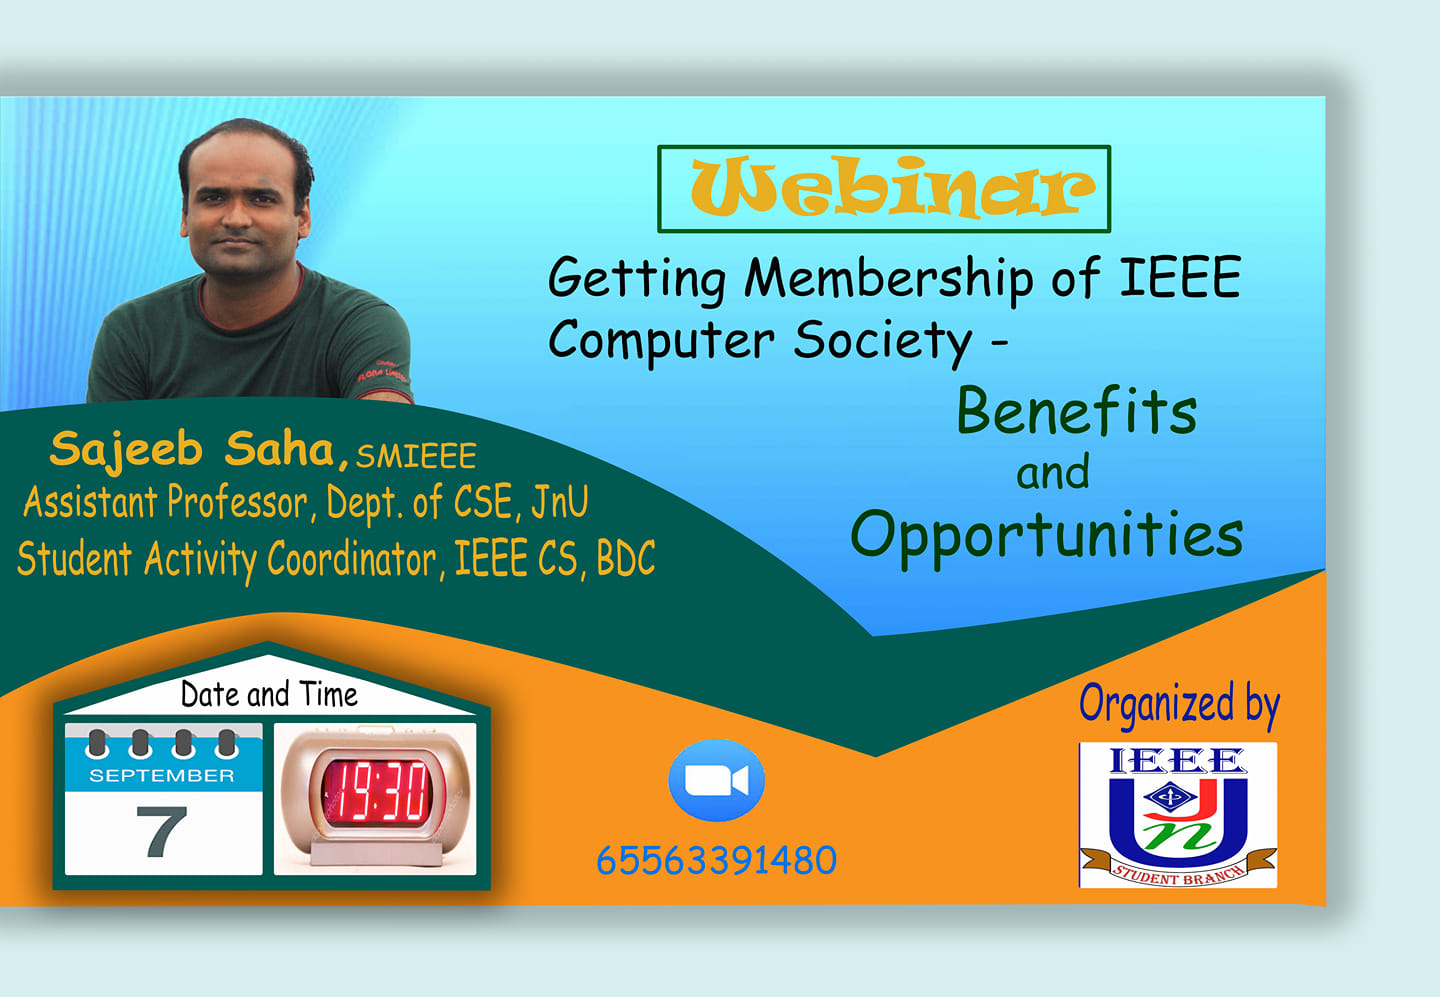 Webinar
Getting Membership of IEEE
Computer Society -
Benefits
and
Opportunities
Sajeeb Saha, SMIEEE
Assistant Professor, Dept. of CSE, JnU
Student Activity Coordinator, IEEE CS, BDC
Date and Time
SEPTEMBER
7
19:30
65563391480
Organized by
IEEE
JnU
STUDENT BRANCH